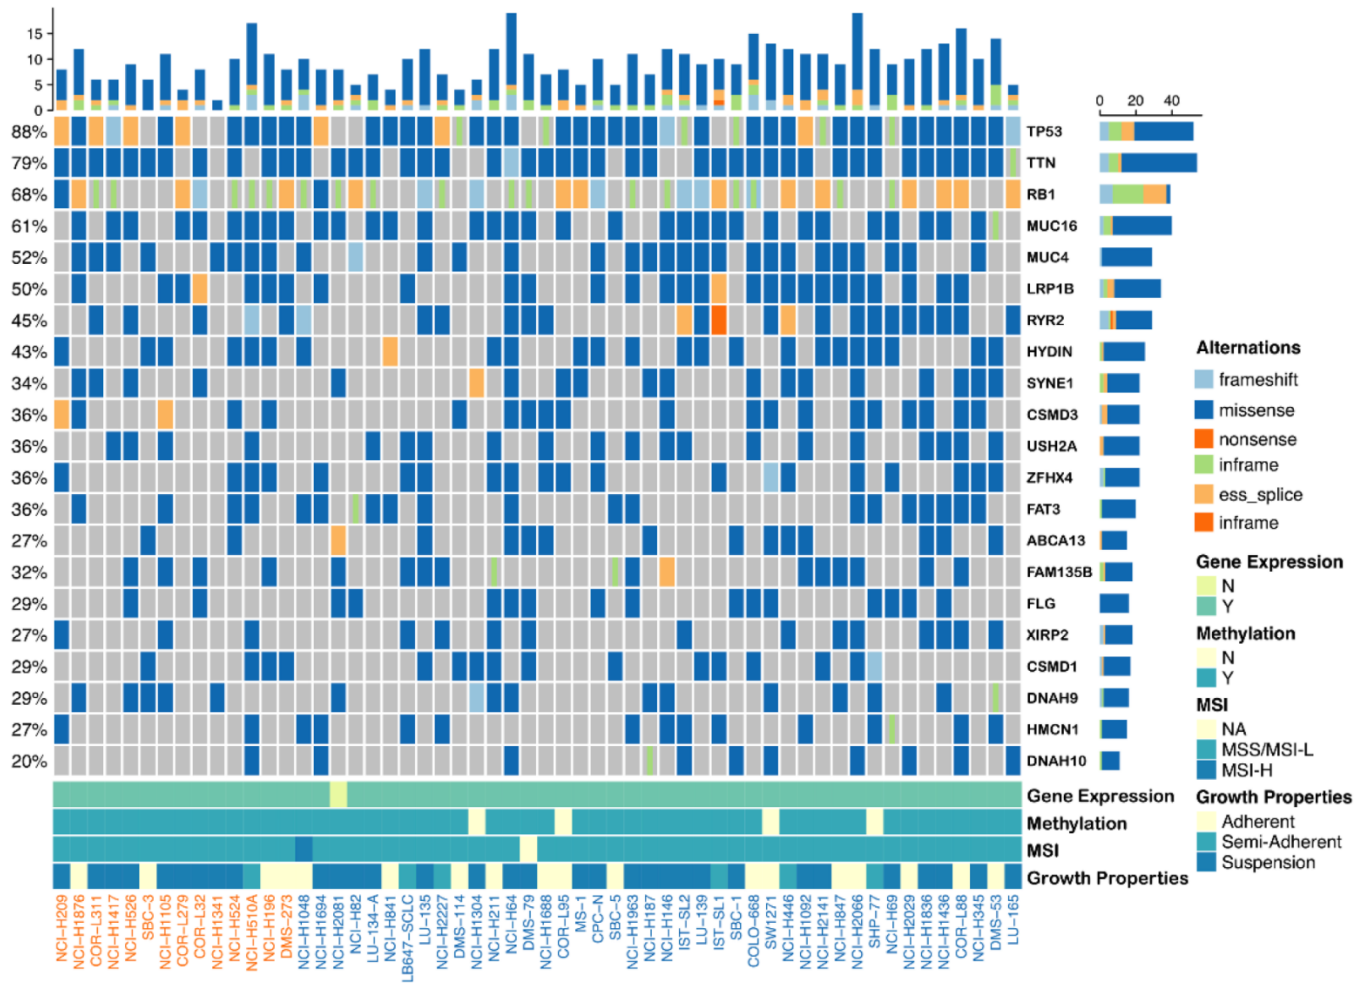 15
10
5
0
0 20 40
88% TP53
79% TTN
68% RB1
61% MUC16
52% MUC4
50% LRP1B
45% RYR2
43% HYDIN
34% SYNE1
36% CSMD3
36% USH2A
36% ZFHX4
36% FAT3
27% ABCA13
32% FAM135B
29% FLG
27% XIRP2
29% CSMD1
29% DNAH9
27% HMCN1
20% DNAH10
Gene Expression
Methylation
MSI
Growth Properties
Alternations
frameshift
missense
nonsense
inframe
ess_splice
inframe
Gene Expression
N
Y
Methylation
N
Y
MSI
NA
MSS/MSI-L
MSI-H
Growth Properties
Adherent
Semi-Adherent
Suspension
NCI-H209
NCI-H1876
COR-L311
NCI-H1417
NCI-H526
SBC-3
NCI-H1105
COR-L279
COR-L32
NCI-H1341
NCI-H524
NCI-H510A
NCI-H196
DMS-273
NCI-H1048
NCI-H1694
NCI-H2081
NCI-H82
LU-134-A
NCI-H841
LB647-SCLC
LU-135
NCI-H2227
DMS-114
NCI-H1304
NCI-H211
NCI-H64
DMS-79
NCI-H1688
COR-L95
MS-1
CPC-N
SBC-5
NCI-H1963
NCI-H187
NCI-H146
IST-SL2
LU-139
IST-SL1
SBC-1
COLO-668
SW1271
NCI-H446
NCI-H1092
NCI-H2141
NCI-H847
NCI-H2066
SHP-77
NCI-H69
NCI-H2029
NCI-H1836
NCI-H1436
COR-L88
NCI-H345
DMS-53
LU-165